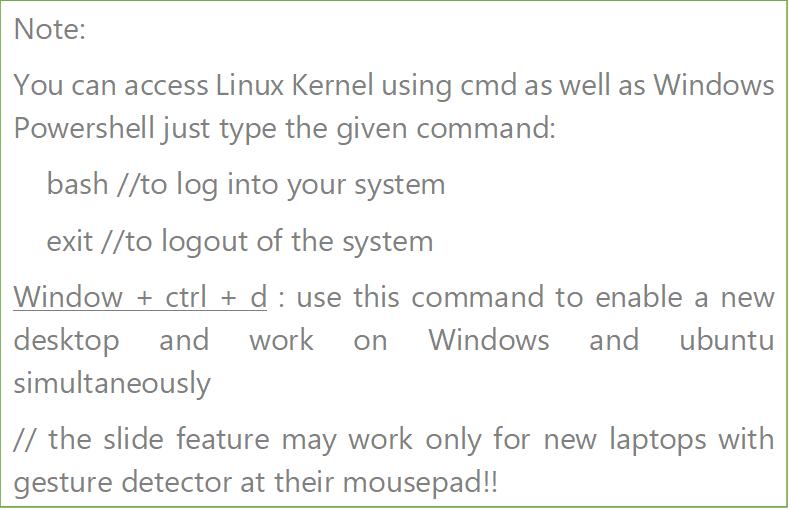 Note:
You can access Linux Kernel using cmd as well as Windows
Powershell just type the given command:
bash //to log into your system
exit //to logout of the system
Window + ctrl + d : use this command to enable a new
desktop and work on Windows and ubuntu
simultaneously
// the slide feature may work only for new laptops with
gesture detector at their mousepad!!